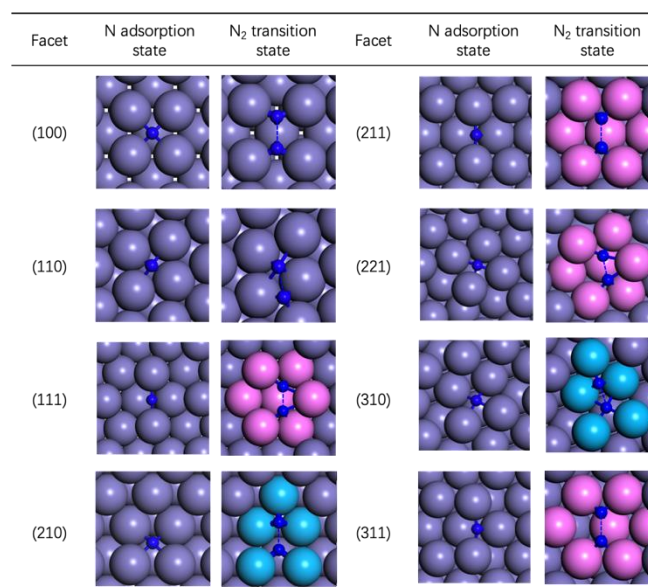 Facet N adsorption state N₂ transition state Facet N adsorption state N₂ transition state
(100) (211)
(110) (221)
(111) (310)
(210) (311)